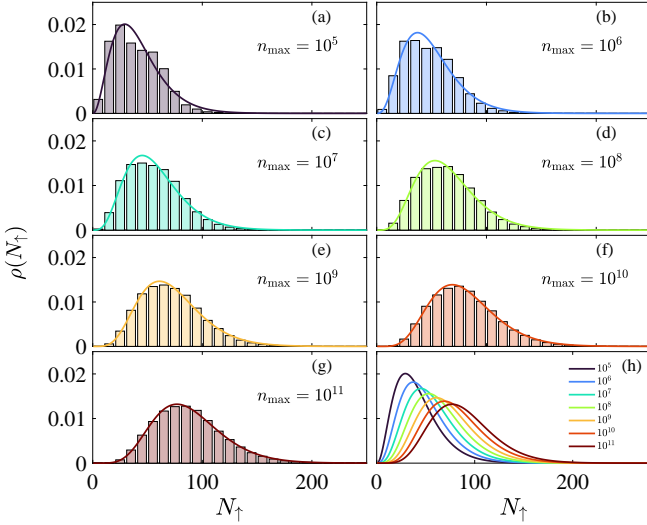 (a)
n_max = 10^5
0.02
0.01
0
(b)
n_max = 10^6
(c)
n_max = 10^7
0.02
0.01
0
(d)
n_max = 10^8
ρ(N↑)
(e)
n_max = 10^9
0.02
0.01
0
(f)
n_max = 10^10
(g)
n_max = 10^11
0.02
0.01
0
0 100 200
N↑
(h)
10^5
10^6
10^7
10^8
10^9
10^10
10^11
0 100 200
N↑